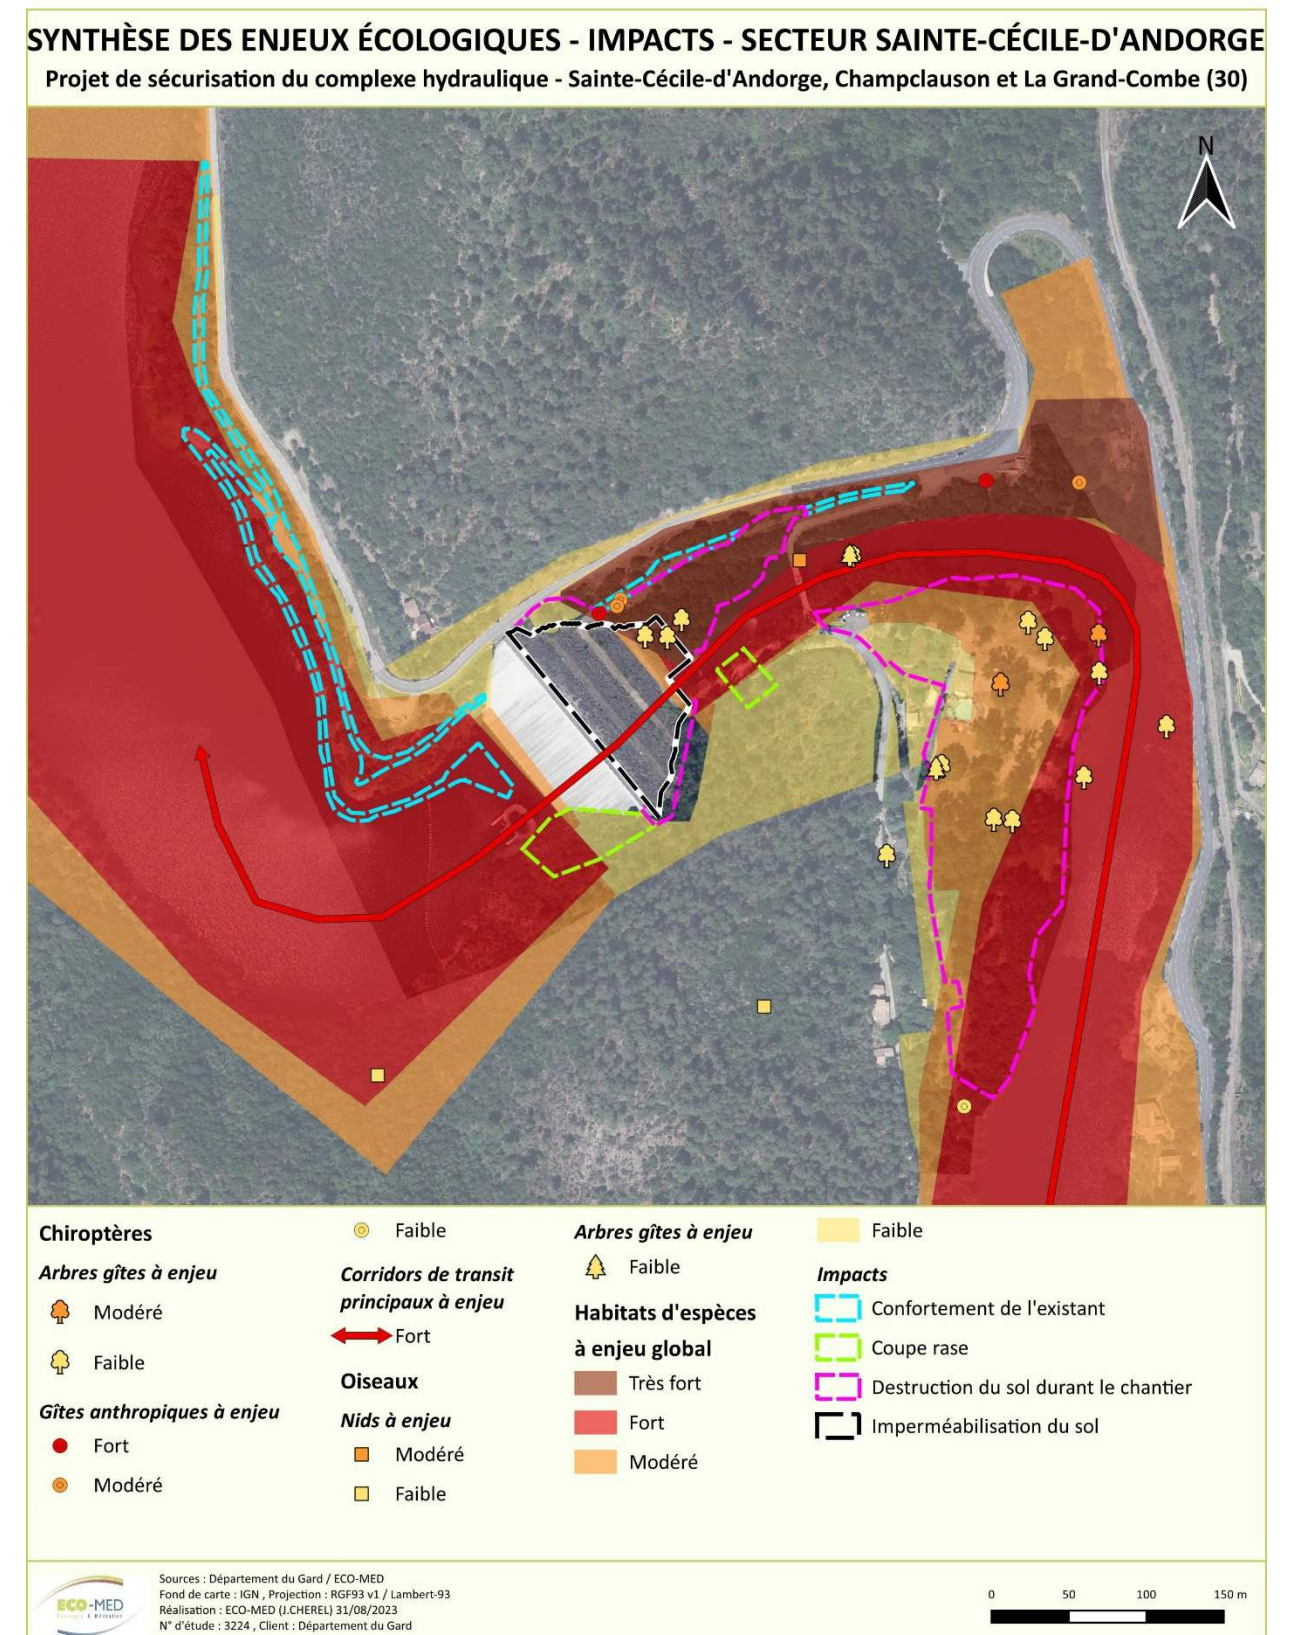 SYNTHÈSE DES ENJEUX ÉCOLOGIQUES - IMPACTS - SECTEUR SAINTE-CÉCILE-D'ANDORGE
Projet de sécurisation du complexe hydraulique - Sainte-Cécile-d'Andorge, Champclauson et La Grand-Combe (30)
N
Chiroptères
Arbres gîtes à enjeu
Modéré
Faible
Gîtes anthropiques à enjeu
Fort
Modéré
Faible
Corridors de transit
principaux à enjeu
Fort
Oiseaux
Nids à enjeu
Modéré
Faible
Arbres gîtes à enjeu
Faible
Habitats d'espèces
à enjeu global
Très fort
Fort
Modéré
Faible
Impacts
Confortement de l'existant
Coupe rase
Destruction du sol durant le chantier
Imperméabilisation du sol
ECO-MED
Sources : Département du Gard / ECO-MED
Fond de carte : IGN , Projection : RGF93 v1 / Lambert-93
Réalisation : ECO-MED (J.CHEREL) 31/08/2023
N° d'étude : 3224 , Client : Département du Gard
0 50 100 150 m